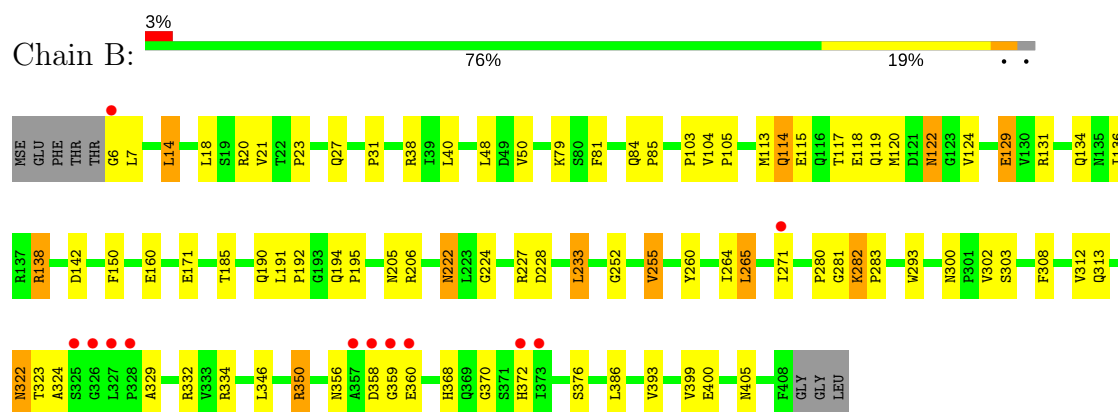 3%
Chain B:
76% 19% • •
MSE GLU PHE THR THR G6 L7 L14 L18 S19 R20 V21 T22 P23 Q27 P31 R38 I39 L40 L48 D49 V50 K79 S80 F81 Q84 P85 P103 V104 P105 M113 Q114 E115 Q116 T117 E118 Q119 M120 D121 N122 G123 V124 E129 V130 R131 Q134 N135 I136
R137 R138 D142 F150 E160 E171 T185 Q190 L191 P192 G193 Q194 P195 N205 R206 N222 L223 G224 R227 D228 L233 G252 V255 Y260 I264 L265 I271 P280 G281 K282 P283 W293 N300 P301 V302 S303 F308 V312 Q313
N322 T323 A324 S325 G326 L327 P328 A329 R332 V333 R334 L346 R350 N356 A357 D358 G359 E360 H368 Q369 G370 S371 H372 I373 S376 L386 V393 V399 E400 N405 F408 GLY GLY LEU